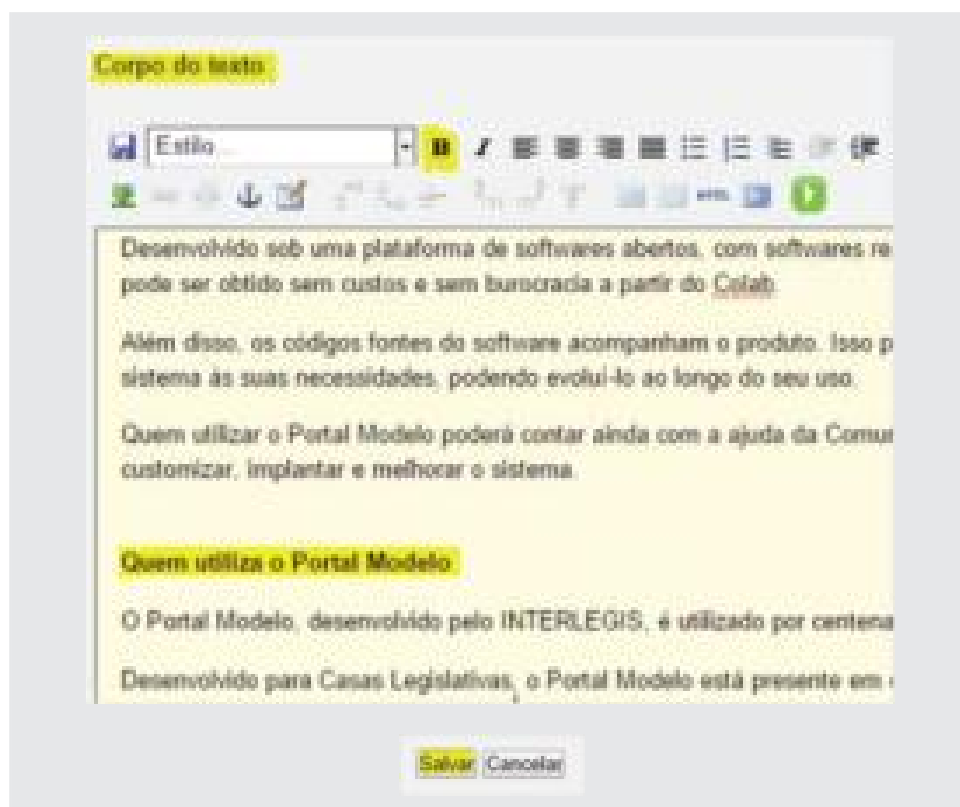 Corpo do texto
Estilo...
B I
HTML
Desenvolvido sob uma plataforma de softwares abertos, com softwares re
pode ser obtido sem custos e sem burocracia a partir do Colab.
Além disso, os códigos fontes do software acompanham o produto. Isso p
sistema às suas necessidades, podendo evoluí-lo ao longo do seu uso.
Quem utilizar o Portal Modelo poderá contar ainda com a ajuda da Comun
customizar, implantar e melhorar o sistema.
Quem utiliza o Portal Modelo
O Portal Modelo, desenvolvido pelo INTERLEGIS, é utilizado por centena
Desenvolvido para Casas Legislativas, o Portal Modelo está presente em
Salvar Cancelar